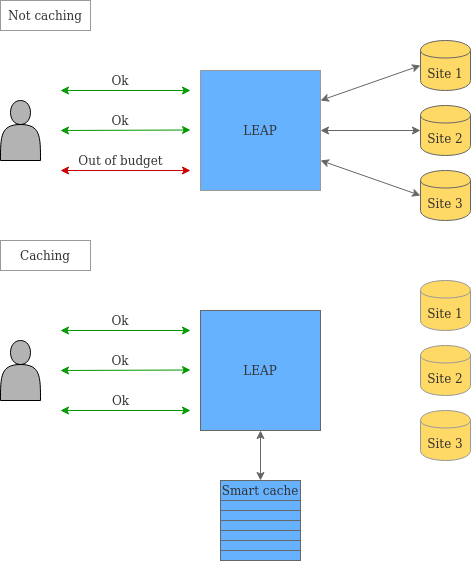 Not caching
Ok
Ok
Out of budget
LEAP
Site 1
Site 2
Site 3
Caching
Ok
Ok
Ok
LEAP
Site 1
Site 2
Site 3
Smart cache